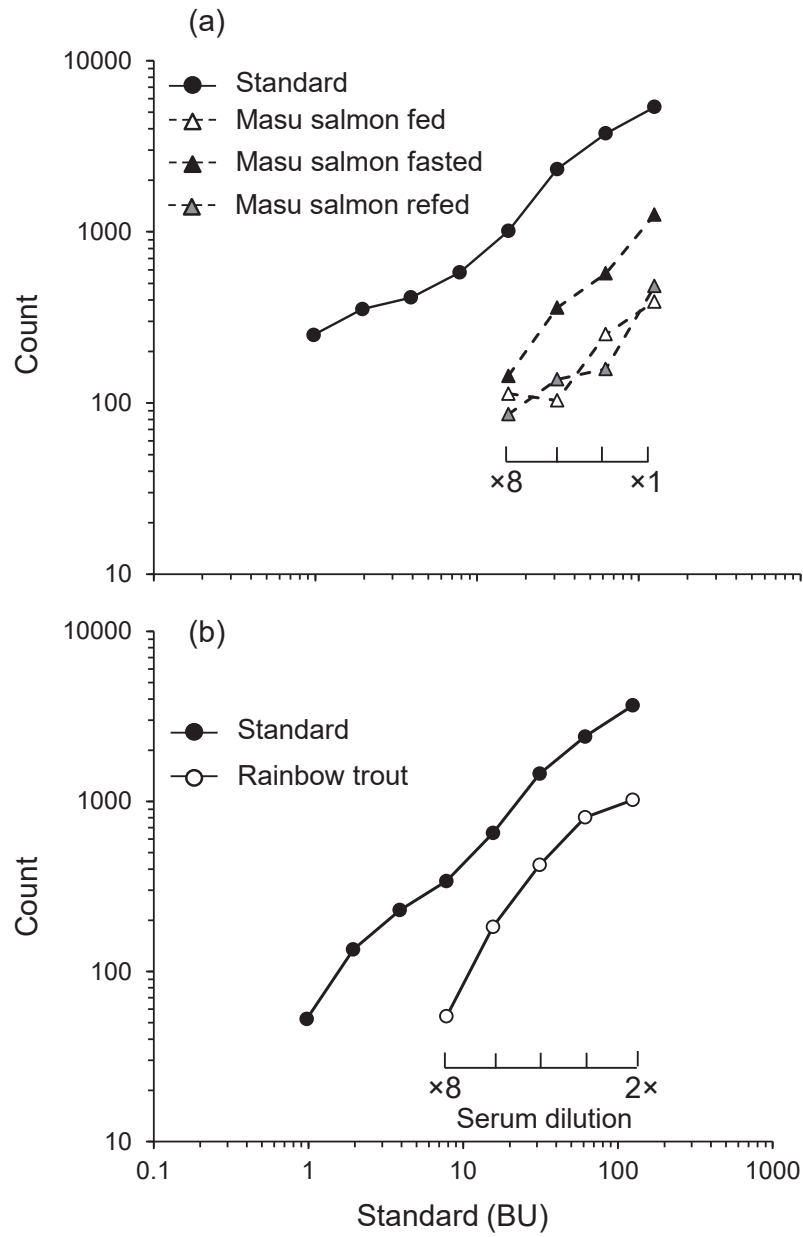 (a)
10000
Standard
Masu salmon fed
Masu salmon fasted
Masu salmon refed
1000
Count
100
×8 ×1
10
10000
(b)
Standard
Rainbow trout
1000
Count
100
×8 2×
Serum dilution
10
0.1 1 10 100 1000
Standard (BU)